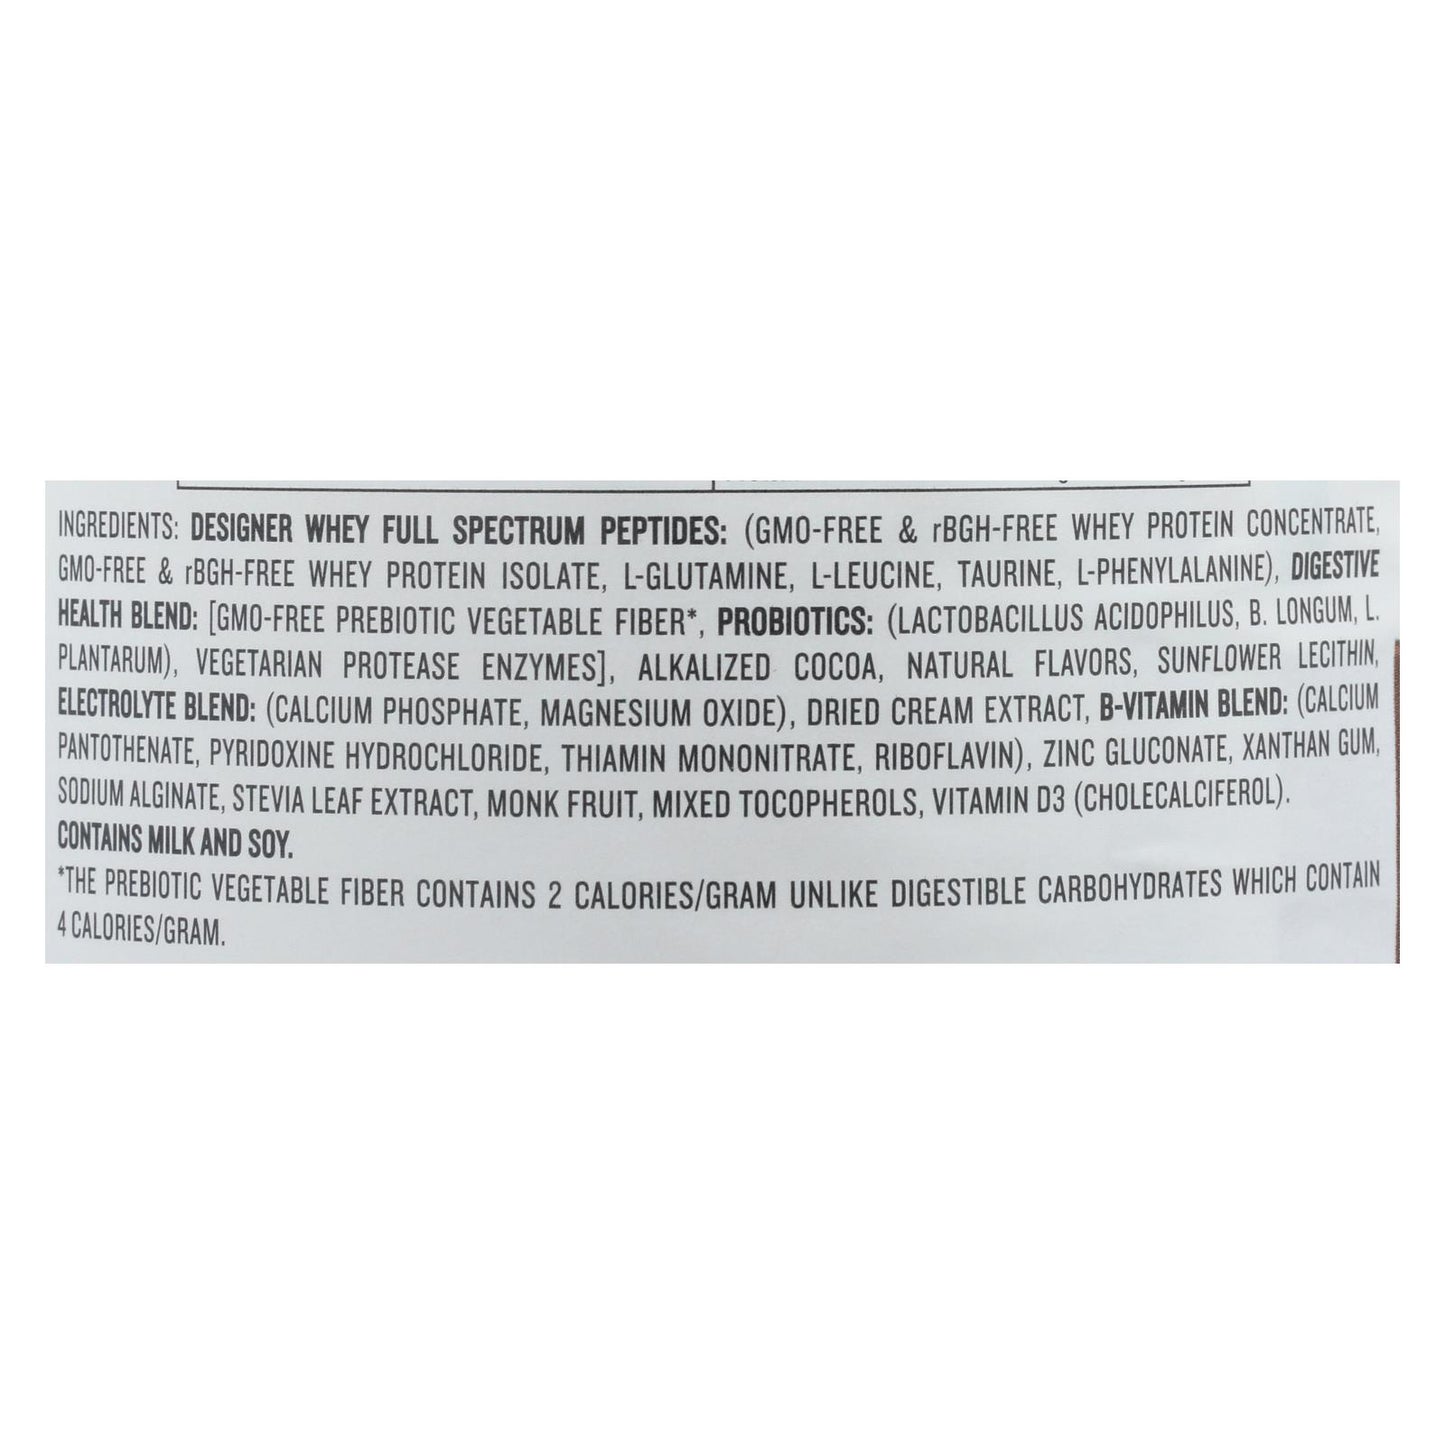 INGREDIENTS: DESIGNER WHEY FULL SPECTRUM PEPTIDES: (GMO-FREE & rBGH-FREE WHEY PROTEIN CONCENTRATE,
GMO-FREE & rBGH-FREE WHEY PROTEIN ISOLATE, L-GLUTAMINE, L-LEUCINE, TAURINE, L-PHENYLALANINE), DIGESTIVE
HEALTH BLEND: [GMO-FREE PREBIOTIC VEGETABLE FIBER*, PROBIOTICS: (LACTOBACILLUS ACIDOPHILUS, B. LONGUM, L.
PLANTARUM), VEGETARIAN PROTEASE ENZYMES], ALKALIZED COCOA, NATURAL FLAVORS, SUNFLOWER LECITHIN,
ELECTROLYTE BLEND: (CALCIUM PHOSPHATE, MAGNESIUM OXIDE), DRIED CREAM EXTRACT, B-VITAMIN BLEND: (CALCIUM
PANTOTHENATE, PYRIDOXINE HYDROCHLORIDE, THIAMIN MONONITRATE, RIBOFLAVIN), ZINC GLUCONATE, XANTHAN GUM,
SODIUM ALGINATE, STEVIA LEAF EXTRACT, MONK FRUIT, MIXED TOCOPHEROLS, VITAMIN D3 (CHOLECALCIFEROL).
CONTAINS MILK AND SOY.
*THE PREBIOTIC VEGETABLE FIBER CONTAINS 2 CALORIES/GRAM UNLIKE DIGESTIBLE CARBOHYDRATES WHICH CONTAIN
4 CALORIES/GRAM.